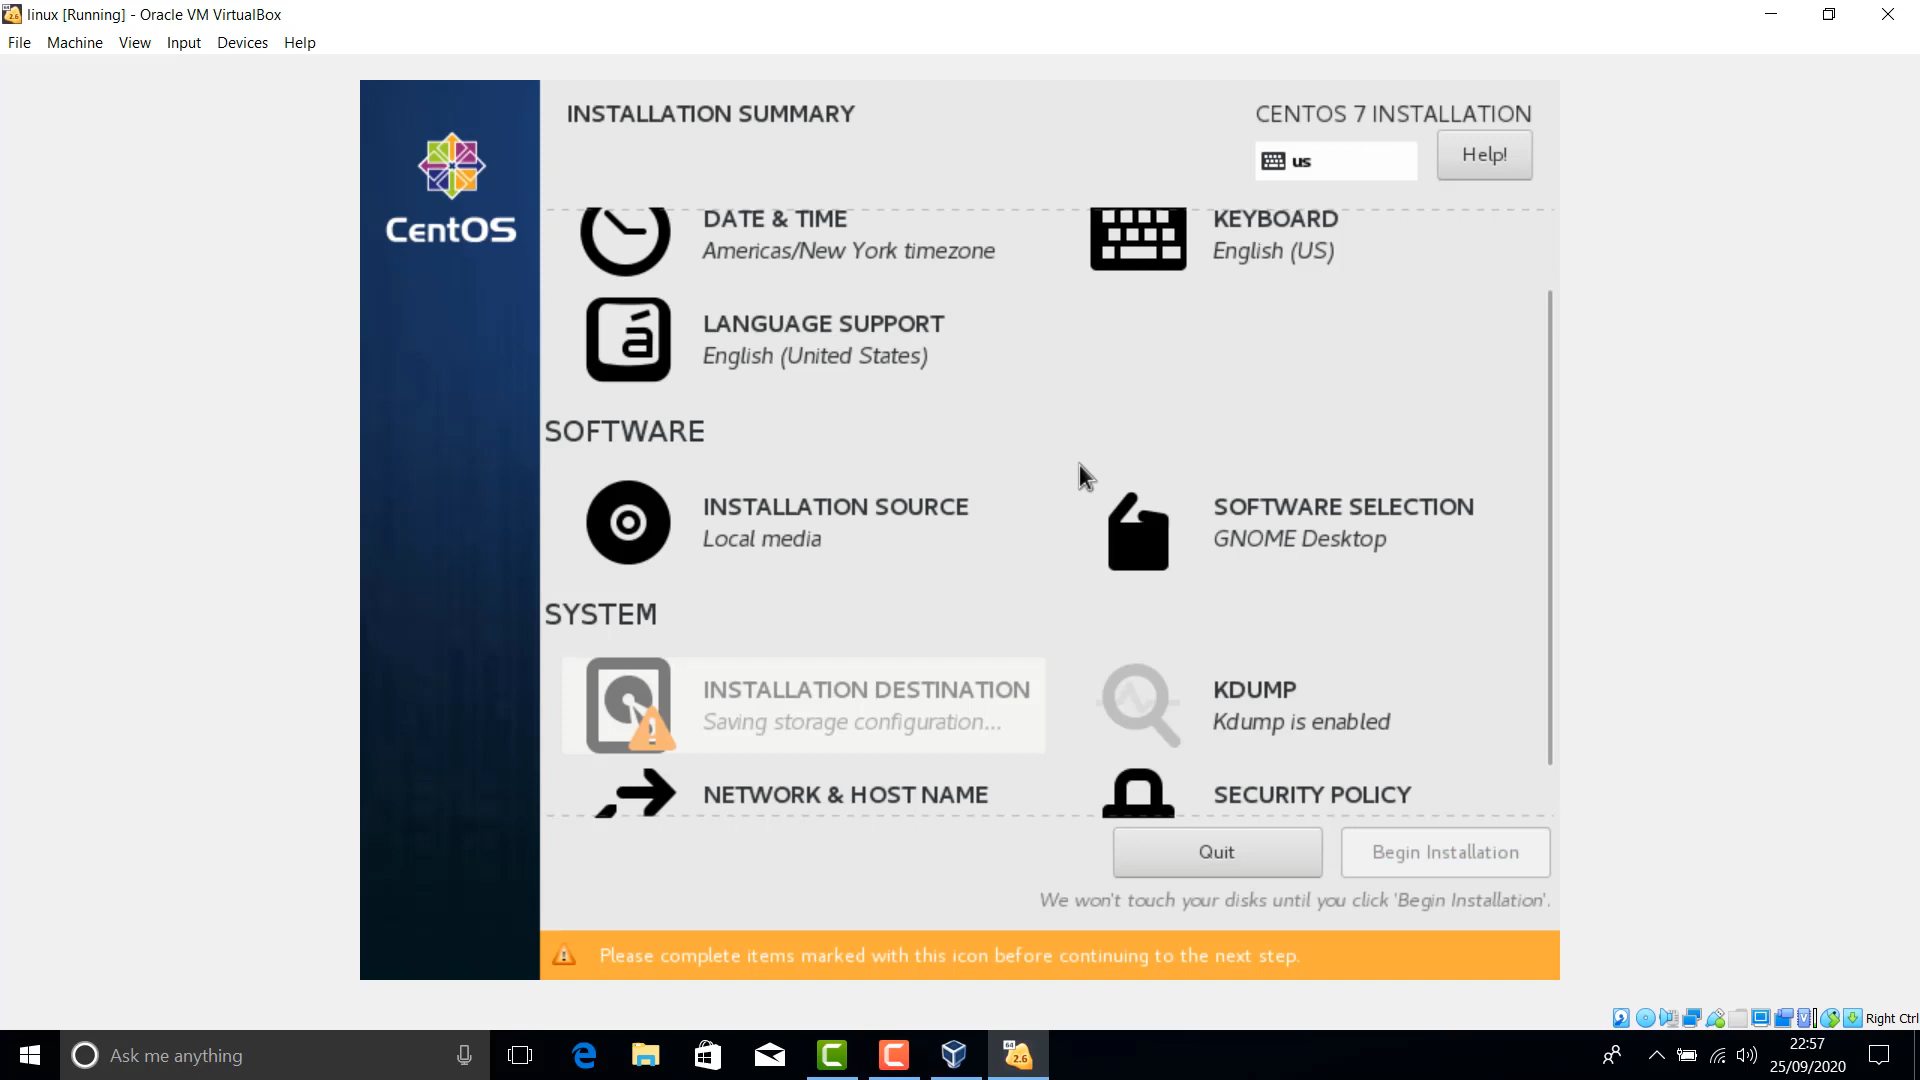 linux [Running] - Oracle VM VirtualBox
File Machine View Input Devices Help
INSTALLATION SUMMARY
CENTOS 7 INSTALLATION
us
Help!
CentOS
DATE & TIME
Americas/New York timezone
KEYBOARD
English (US)
LANGUAGE SUPPORT
English (United States)
SOFTWARE
INSTALLATION SOURCE
Local media
SOFTWARE SELECTION
GNOME Desktop
SYSTEM
INSTALLATION DESTINATION
Saving storage configuration...
KDUMP
Kdump is enabled
NETWORK & HOST NAME
SECURITY POLICY
Quit
Begin Installation
We won't touch your disks until you click 'Begin Installation'.
Please complete items marked with this icon before continuing to the next step.
Right Ctrl
Ask me anything
64
2.6
22:57
25/09/2020